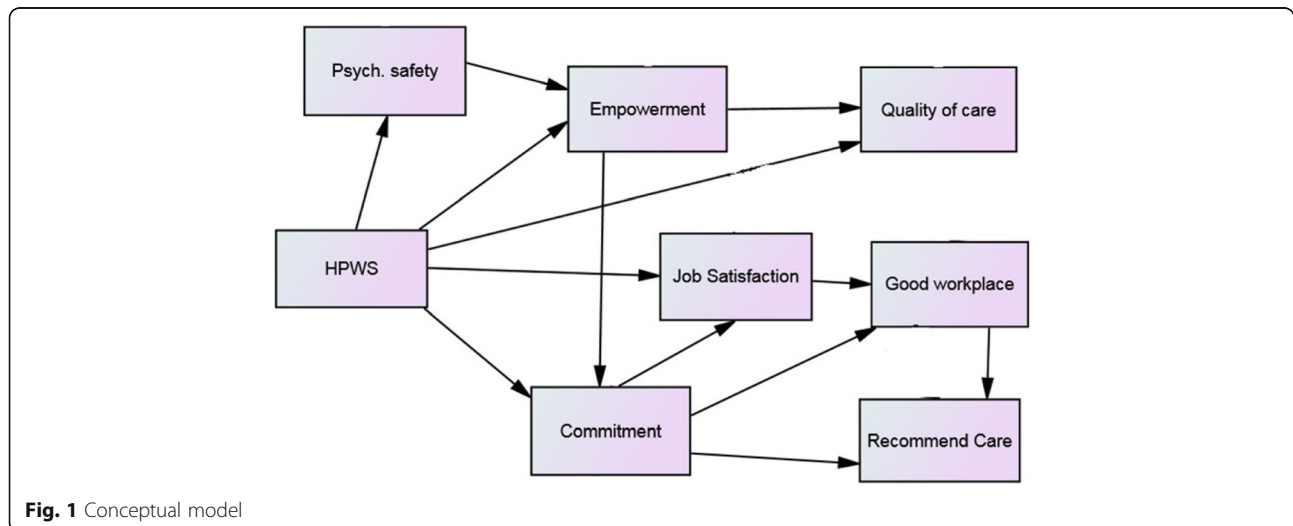 Psych. safety
Empowerment
Quality of care
HPWS
Job Satisfaction
Good workplace
Commitment
Recommend Care
Fig. 1 Conceptual model